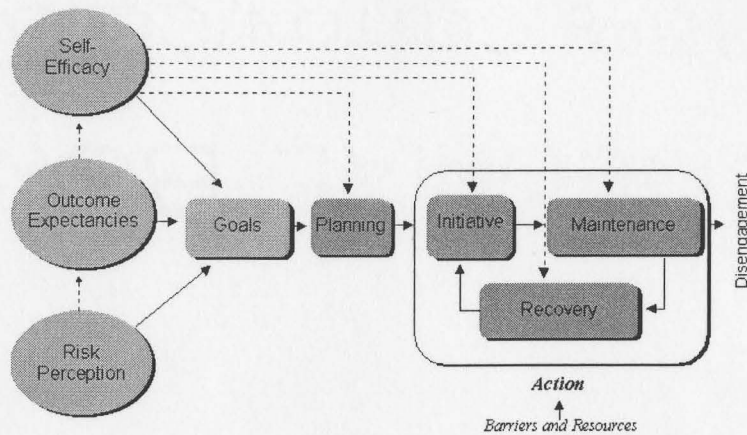 Self-
Efficacy
Outcome
Expectancies
Risk
Perception
Goals
Planning
Initiative
Maintenance
Recovery
Disengagement
Action
Barriers and Resources